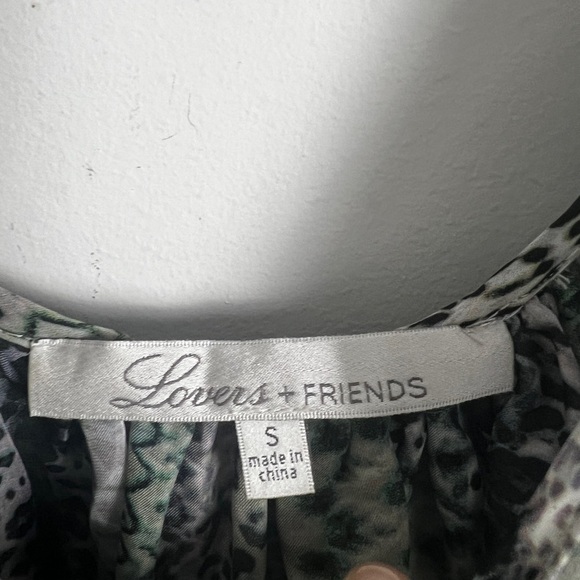 Lovers + FRIENDS
S
made in
china